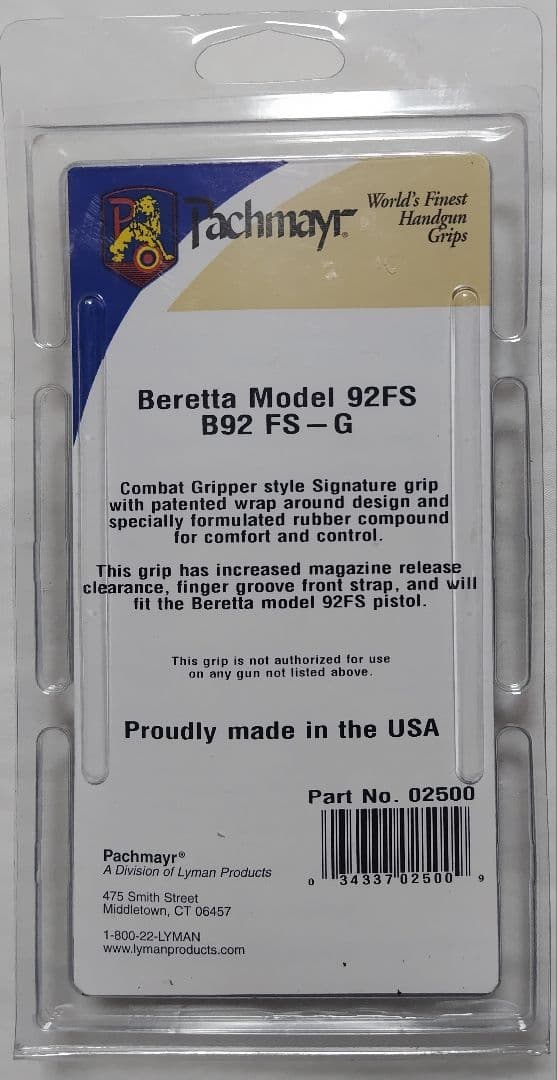 Pachmayr®
World's Finest
Handgun
Grips
Beretta Model 92FS
B92 FS–G
Combat Gripper style Signature grip
with patented wrap around design and
specially formulated rubber compound
for comfort and control.
This grip has increased magazine release
clearance, finger groove front strap, and will
fit the Beretta model 92FS pistol.
This grip is not authorized for use
on any gun not listed above.
Proudly made in the USA
Part No. 02500
0 34337 02500 9
Pachmayr®
A Division of Lyman Products
475 Smith Street
Middletown, CT 06457
1-800-22-LYMAN
www.lymanproducts.com